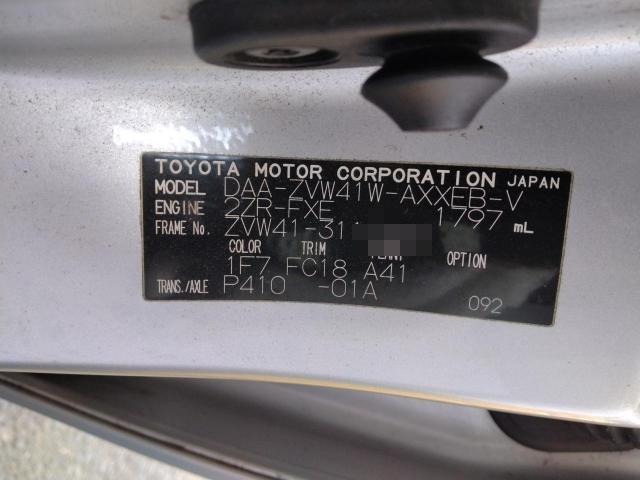 TOYOTA MOTOR CORPORATION JAPAN
MODEL DAA-ZVW41W-AXXEB-V
ENGINE 2ZR-FXE 1797 mL
FRAME No. ZVW41-31
COLOR TRIM PLANT OPTION
1F7 FC18 A41
TRANS./AXLE P410 -01A
092